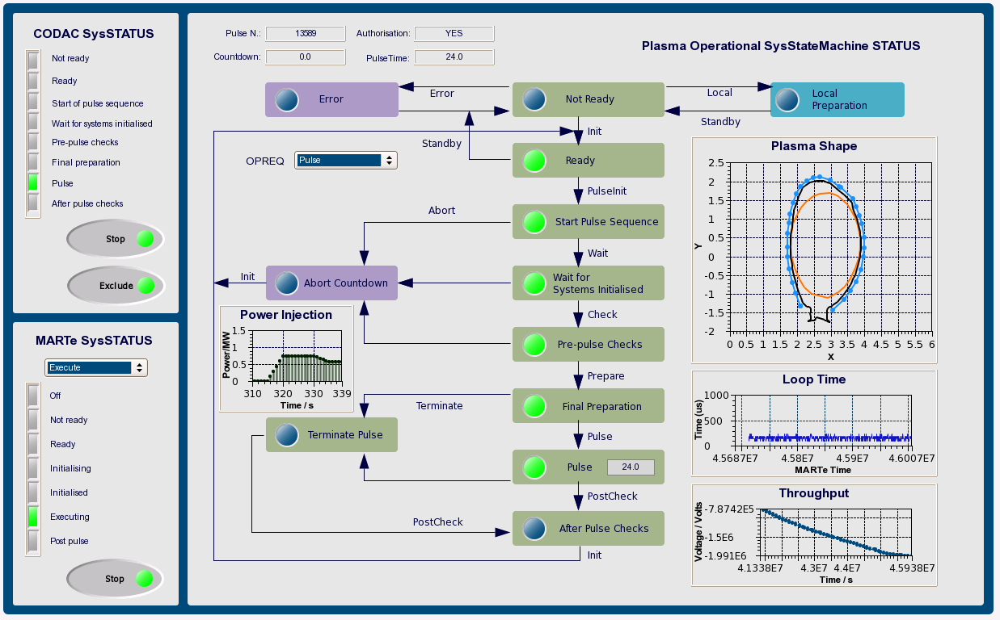 CODAC SysSTATUS
Not ready
Ready
Start of pulse sequence
Wait for systems initialised
Pre-pulse checks
Final preparation
Pulse
After pulse checks
Stop
Exclude
MARTe SysSTATUS
Execute
Off
Not ready
Ready
Initialising
Initialised
Executing
Post pulse
Stop
Pulse N.: 13589 Authorisation: YES
Countdown: 0.0 PulseTime: 24.0
Plasma Operational SysStateMachine STATUS
Error
Error
Not Ready
Local
Local
Preparation
Standby
Init
Standby
OPREQ Pulse
Ready
PulseInit
Abort
Start Pulse Sequence
Wait
Init
Abort Countdown
Wait for
Systems Initialised
Check
Pre-pulse Checks
Prepare
Terminate
Final Preparation
Pulse
Terminate Pulse
Pulse 24.0
PostCheck
PostCheck
After Pulse Checks
Init
Power Injection
Power/MW
1.5
1
0.5
0
310 320 330 339
Time / s
Plasma Shape
Y
2.5
2
1.5
1
0.5
0
-0.5
-1
-1.5
-2
0 0.5 1 1.5 2 2.5 3 3.5 4 4.5 5 5.5 6
X
Loop Time
Time (us)
1000
500
0
4.5687E7 4.58E7 4.59E7 4.6007E7
MARTe Time
Throughput
Voltage / Volts
-7.8742E5
-1.5E6
-1.991E6
4.1338E7 4.3E7 4.4E7 4.5938E7
Time / s